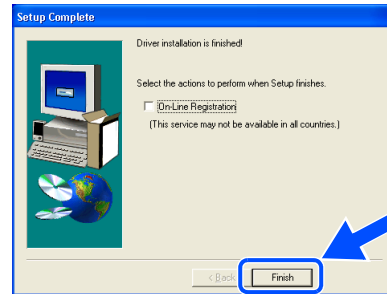 Setup Complete
Driver installation is finished!
Select the actions to perform when Setup finishes.
On-Line Registration
(This service may not be available in all countries.)
< Back
Finish